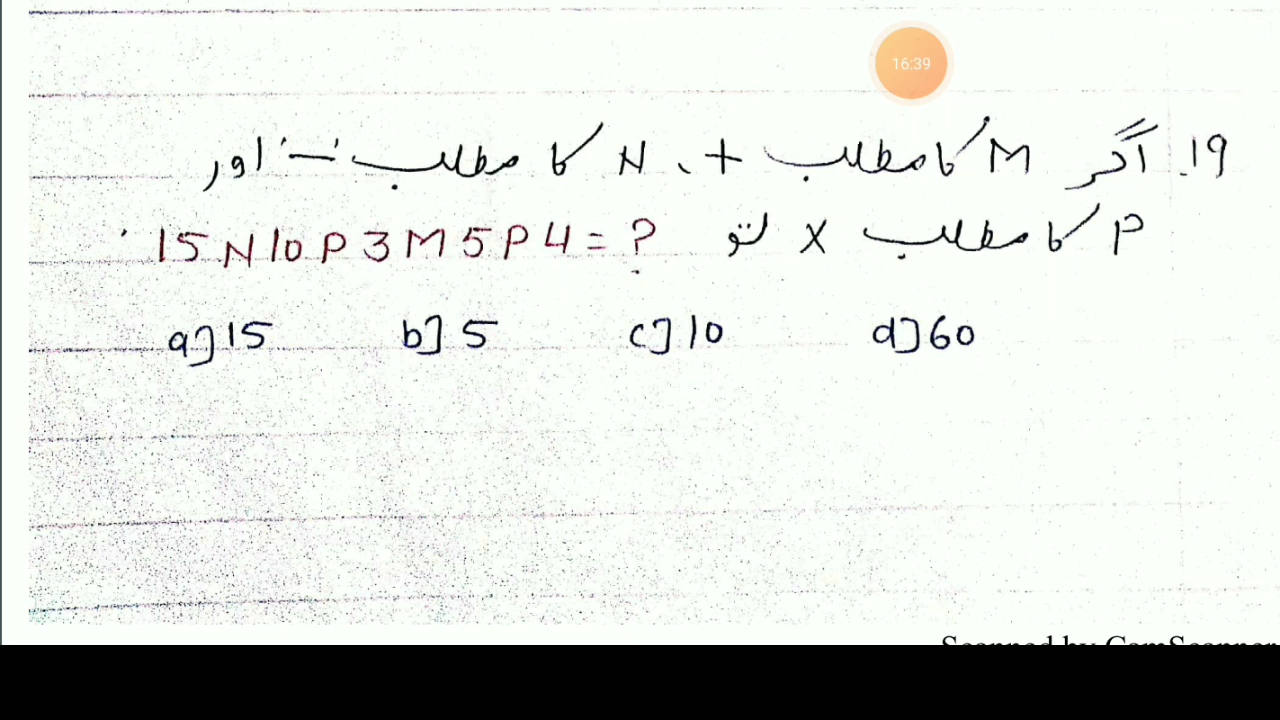 16:39
19. اگر M کا مطلب +، N کا مطلب '−' اور
P کا مطلب X تو 15 N 10 P 3 M 5 P 4 = ?
a] 15 b] 5 c] 10 d] 60